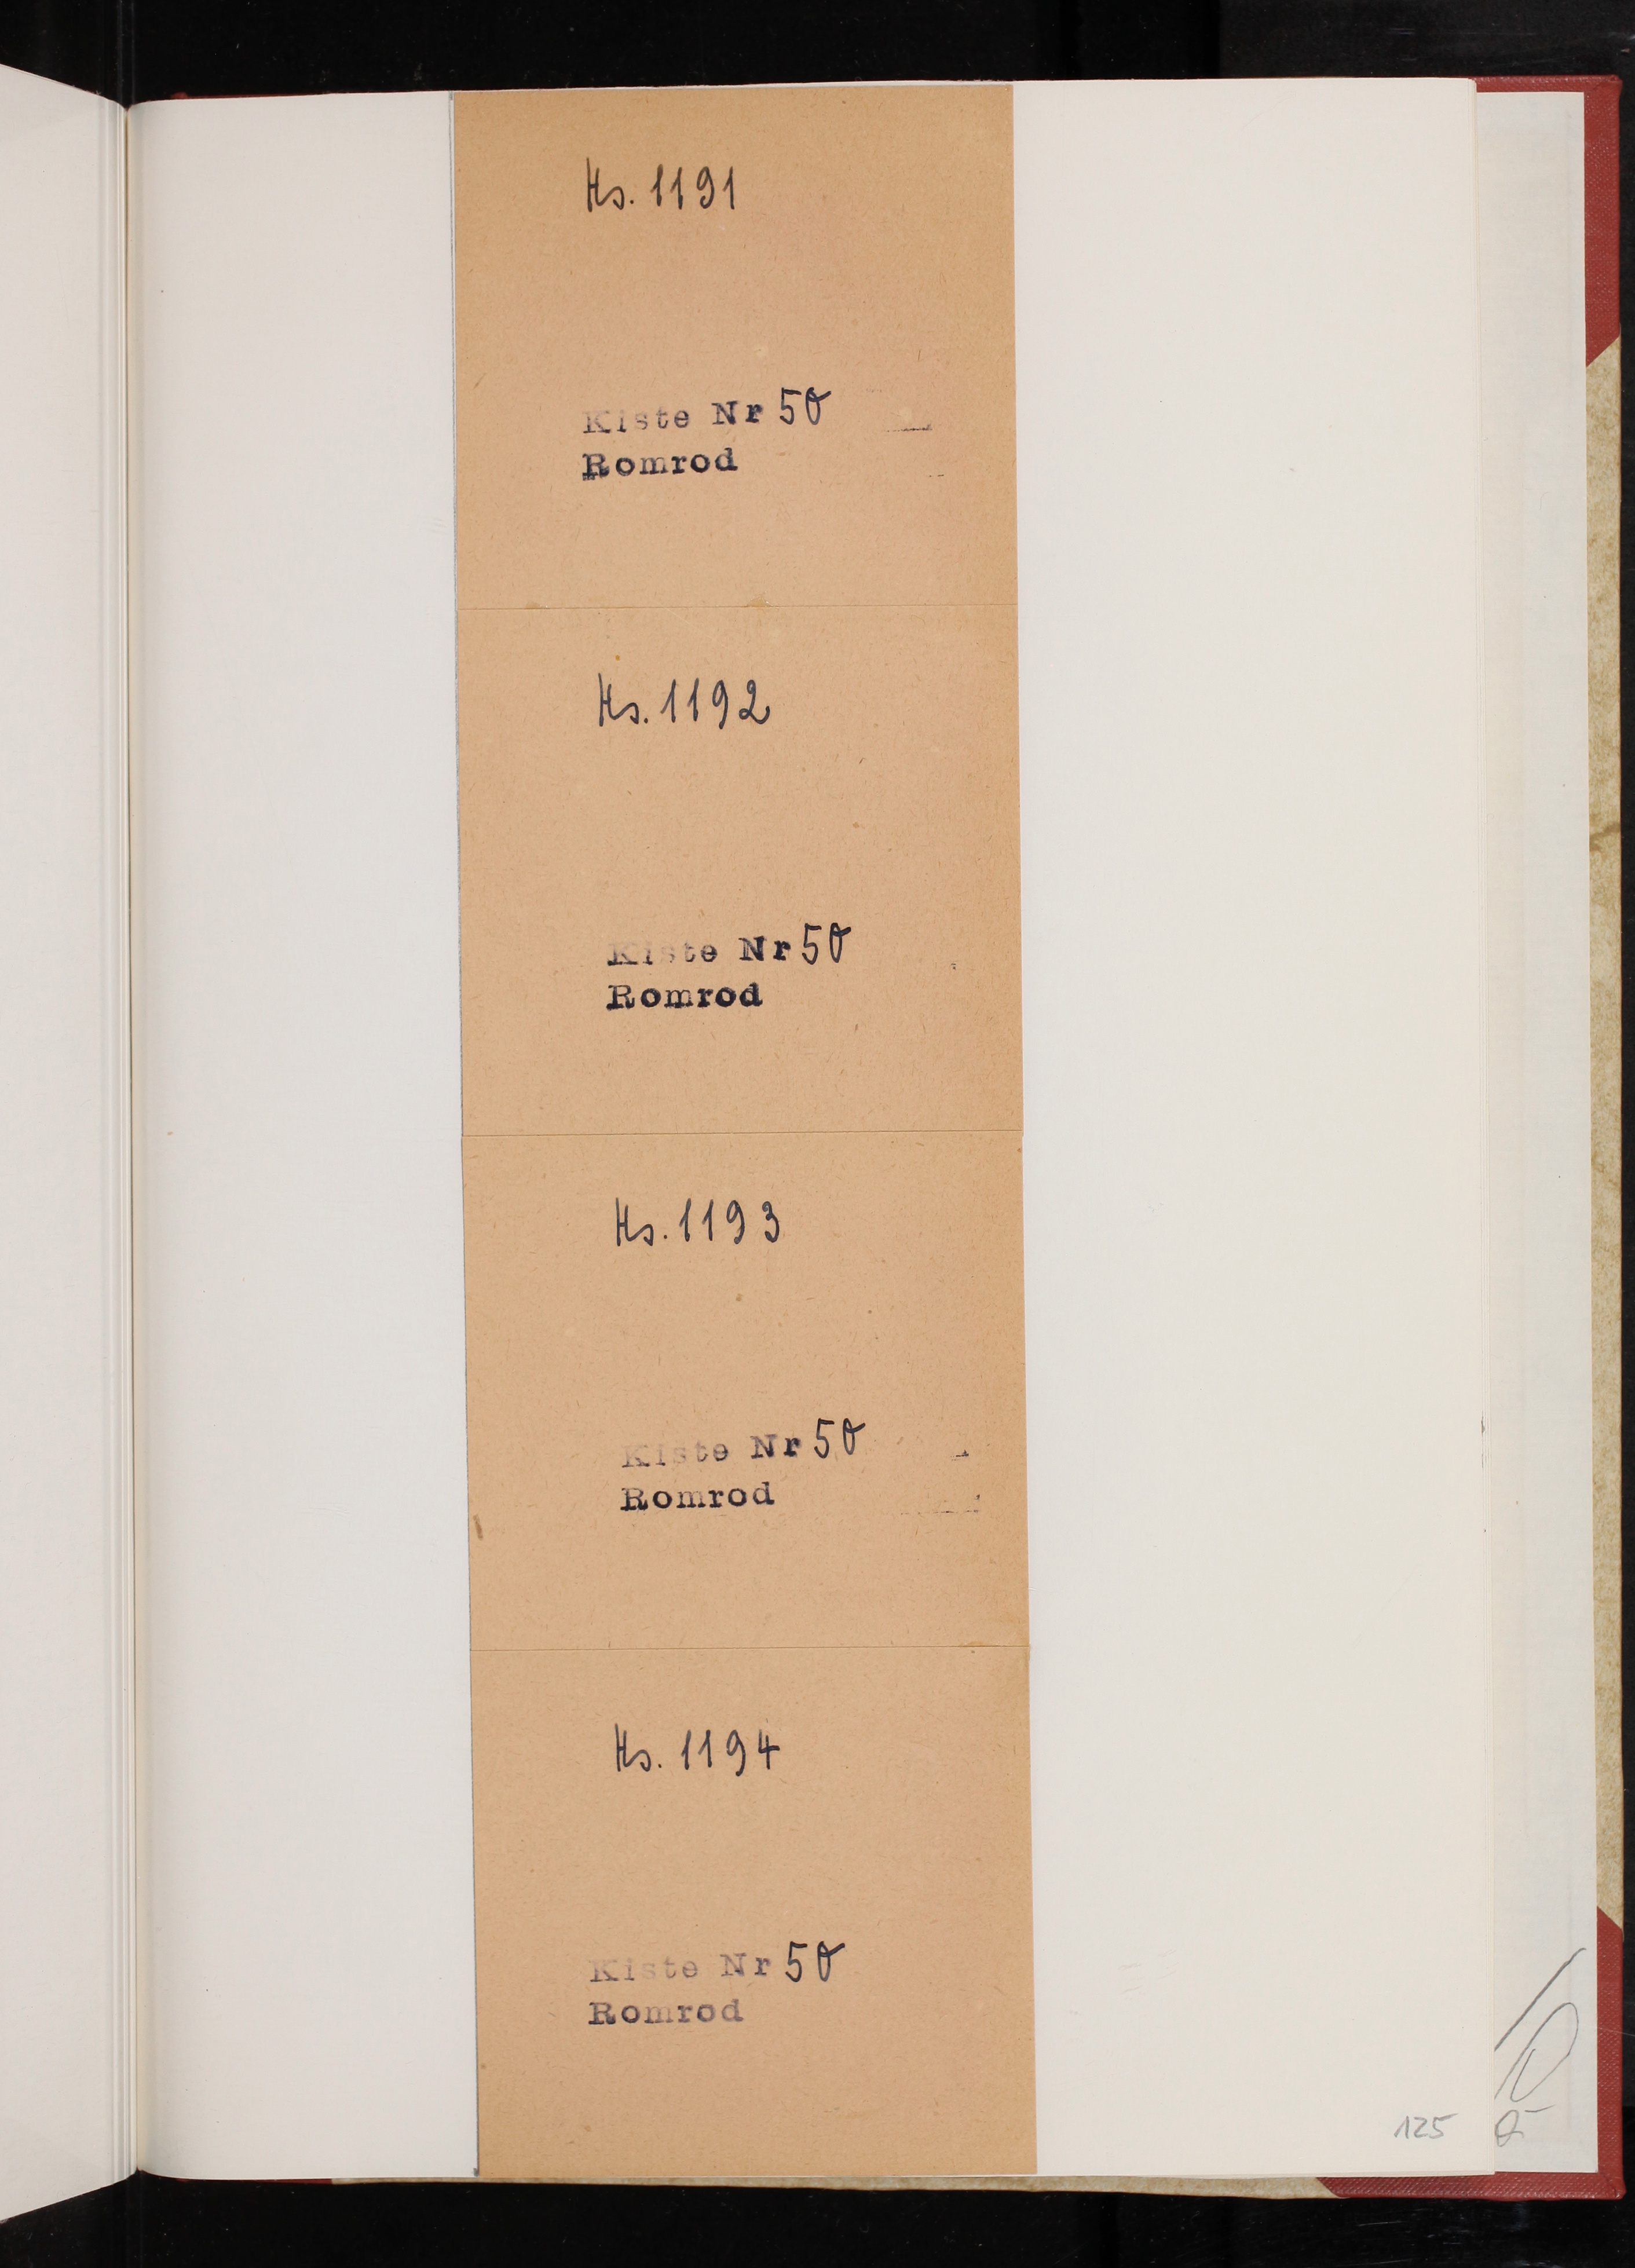 Hs. 1191
Kiste Nr 50
Romrod
Hs. 1192
Kiste Nr 50
Romrod
Hs. 1193
Kiste Nr 50
Romrod
Hs. 1194
Kiste Nr 50
Romrod
125